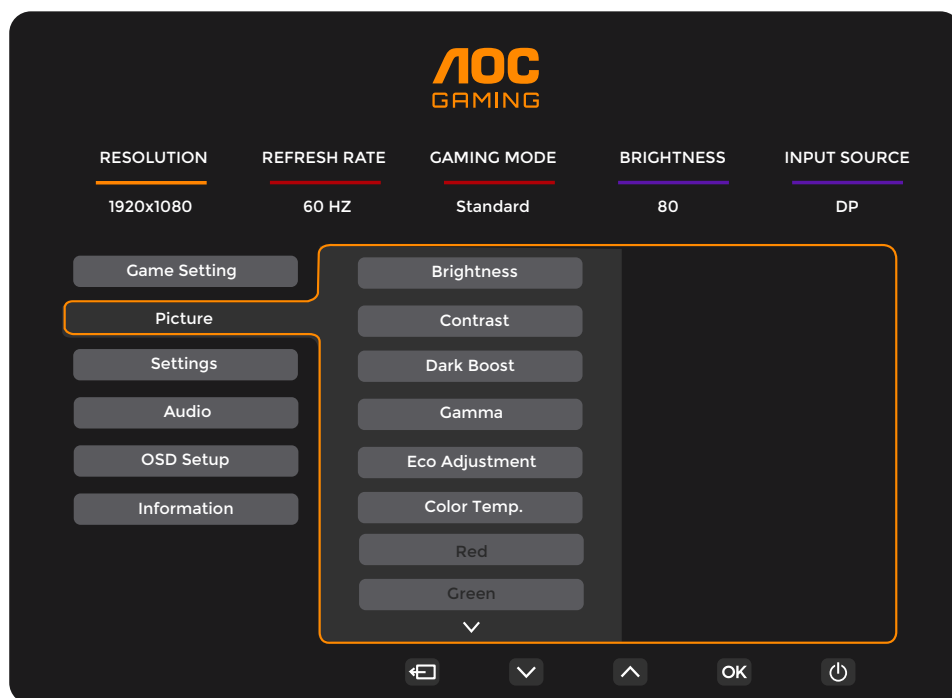 AOC
GAMING
RESOLUTION REFRESH RATE GAMING MODE BRIGHTNESS INPUT SOURCE
1920x1080 60 HZ Standard 80 DP
Game Setting
Picture
Settings
Audio
OSD Setup
Information
Brightness
Contrast
Dark Boost
Gamma
Eco Adjustment
Color Temp.
Red
Green
OK